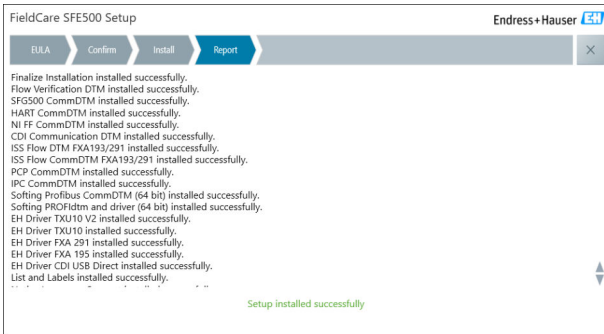 FieldCare SFE500 Setup
Endress+Hauser EH
EULA
Confirm
Install
Report
Finalize Installation installed successfully.
Flow Verification DTM installed successfully.
SFG500 CommDTM installed successfully.
HART CommDTM installed successfully.
NI FF CommDTM installed successfully.
CDI Communication DTM installed successfully.
ISS Flow DTM FXA193/291 installed successfully.
ISS Flow CommDTM FXA193/291 installed successfully.
PCP CommDTM installed successfully.
IPC CommDTM installed successfully.
Softing Profibus CommDTM (64 bit) installed successfully.
Softing PROFIdtm and driver (64 bit) installed successfully.
EH Driver TXU10 V2 installed successfully.
EH Driver TXU10 installed successfully.
EH Driver FXA 291 installed successfully.
EH Driver FXA 195 installed successfully.
EH Driver CDI USB Direct installed successfully.
List and Labels installed successfully.
Setup installed successfully